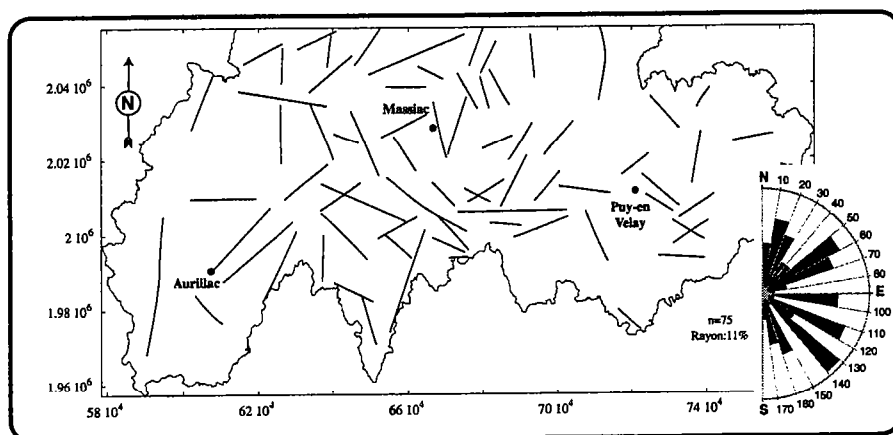 2.04 10⁶
2.02 10⁶
2 10⁶
1.98 10⁶
1.96 10⁶
58 10⁴
62 10⁴
66 10⁴
70 10⁴
74 10⁴
N
Massiac
Puy-en
Velay
Aurillac
n=75
Rayon:11%
N
10
20
30
40
50
60
70
80
E
100
110
120
130
140
150
160
170
180
S